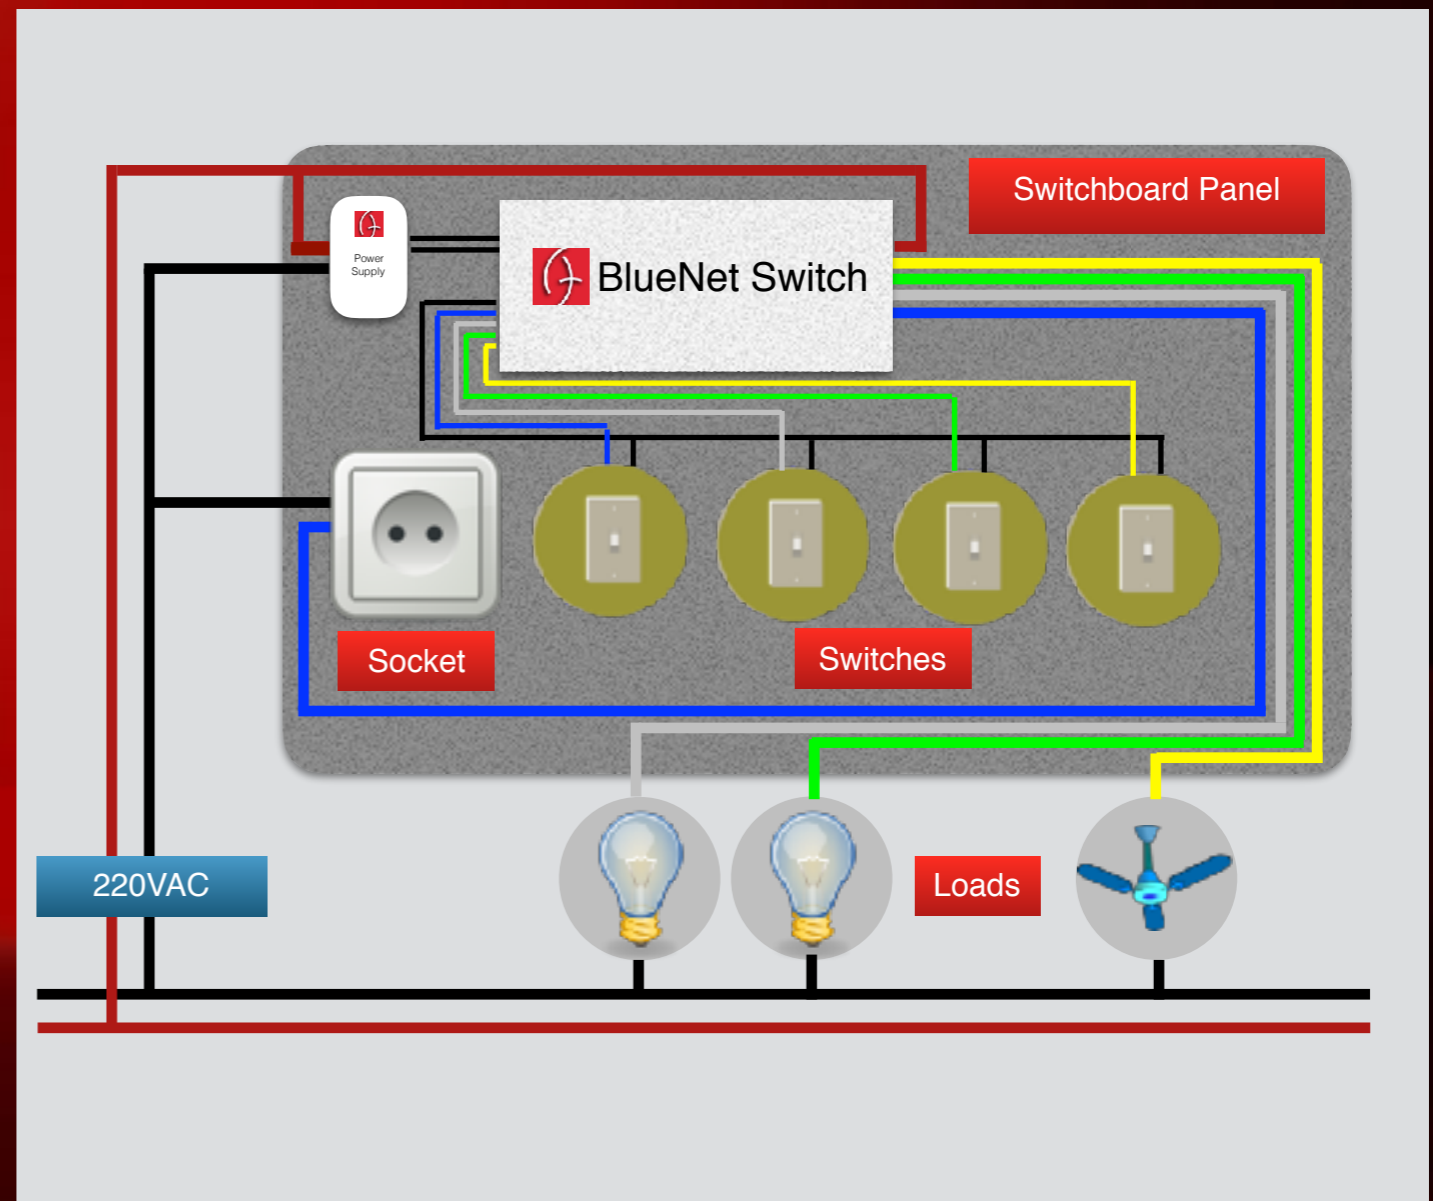 Switchboard Panel
Power
Supply
BlueNet Switch
Socket
Switches
220VAC
Loads